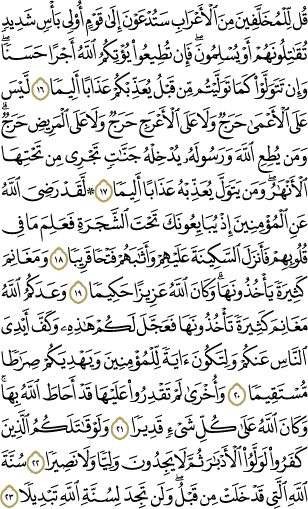 قُل لِّلْمُخَلَّفِينَ مِنَ ٱلْأَعْرَابِ سَتُدْعَوْنَ إِلَىٰ قَوْمٍ أُو۟لِى بَأْسٍ شَدِيدٍ
تُقَٰتِلُونَهُمْ أَوْ يُسْلِمُونَ ۖ فَإِن تُطِيعُوا۟ يُؤْتِكُمُ ٱللَّهُ أَجْرًا حَسَنًا ۖ
وَإِن تَتَوَلَّوْا۟ كَمَا تَوَلَّيْتُم مِّن قَبْلُ يُعَذِّبْكُمْ عَذَابًا أَلِيمًا ١٦ لَّيْسَ
عَلَى ٱلْأَعْمَىٰ حَرَجٌ وَلَا عَلَى ٱلْأَعْرَجِ حَرَجٌ وَلَا عَلَى ٱلْمَرِيضِ حَرَجٌ ۗ
وَمَن يُطِعِ ٱللَّهَ وَرَسُولَهُۥ يُدْخِلْهُ جَنَّٰتٍ تَجْرِى مِن تَحْتِهَا
ٱلْأَنْهَٰرُ ۖ وَمَن يَتَوَلَّ يُعَذِّبْهُ عَذَابًا أَلِيمًا ١٧ ۞ لَّقَدْ رَضِىَ ٱللَّهُ
عَنِ ٱلْمُؤْمِنِينَ إِذْ يُبَايِعُونَكَ تَحْتَ ٱلشَّجَرَةِ فَعَلِمَ مَا فِى
قُلُوبِهِمْ فَأَنزَلَ ٱلسَّكِينَةَ عَلَيْهِمْ وَأَثَٰبَهُمْ فَتْحًا قَرِيبًا ١٨ وَمَغَانِمَ
كَثِيرَةً يَأْخُذُونَهَا ۗ وَكَانَ ٱللَّهُ عَزِيزًا حَكِيمًا ١٩ وَعَدَكُمُ ٱللَّهُ
مَغَانِمَ كَثِيرَةً تَأْخُذُونَهَا فَعَجَّلَ لَكُمْ هَٰذِهِۦ وَكَفَّ أَيْدِىَ
ٱلنَّاسِ عَنكُمْ وَلِتَكُونَ ءَايَةً لِّلْمُؤْمِنِينَ وَيَهْدِيَكُمْ صِرَٰطًا
مُّسْتَقِيمًا ٢٠ وَأُخْرَىٰ لَمْ تَقْدِرُوا۟ عَلَيْهَا قَدْ أَحَاطَ ٱللَّهُ بِهَا ۚ
وَكَانَ ٱللَّهُ عَلَىٰ كُلِّ شَىْءٍ قَدِيرًا ٢١ وَلَوْ قَٰتَلَكُمُ ٱلَّذِينَ
كَفَرُوا۟ لَوَلَّوُا۟ ٱلْأَدْبَٰرَ ثُمَّ لَا يَجِدُونَ وَلِيًّا وَلَا نَصِيرًا ٢٢ سُنَّةَ
ٱللَّهِ ٱلَّتِى قَدْ خَلَتْ مِن قَبْلُ ۖ وَلَن تَجِدَ لِسُنَّةِ ٱللَّهِ تَبْدِيلًا ٢٣